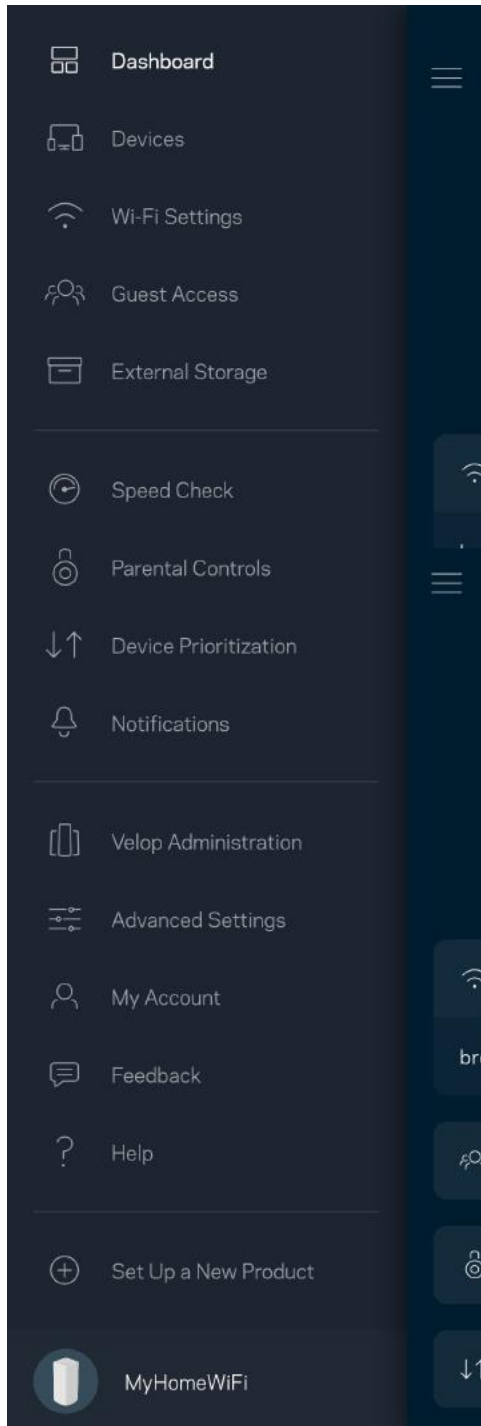 Dashboard
Devices
Wi-Fi Settings
Guest Access
External Storage
Speed Check
Parental Controls
Device Prioritization
Notifications
Velop Administration
Advanced Settings
My Account
Feedback
Help
Set Up a New Product
MyHomeWiFi